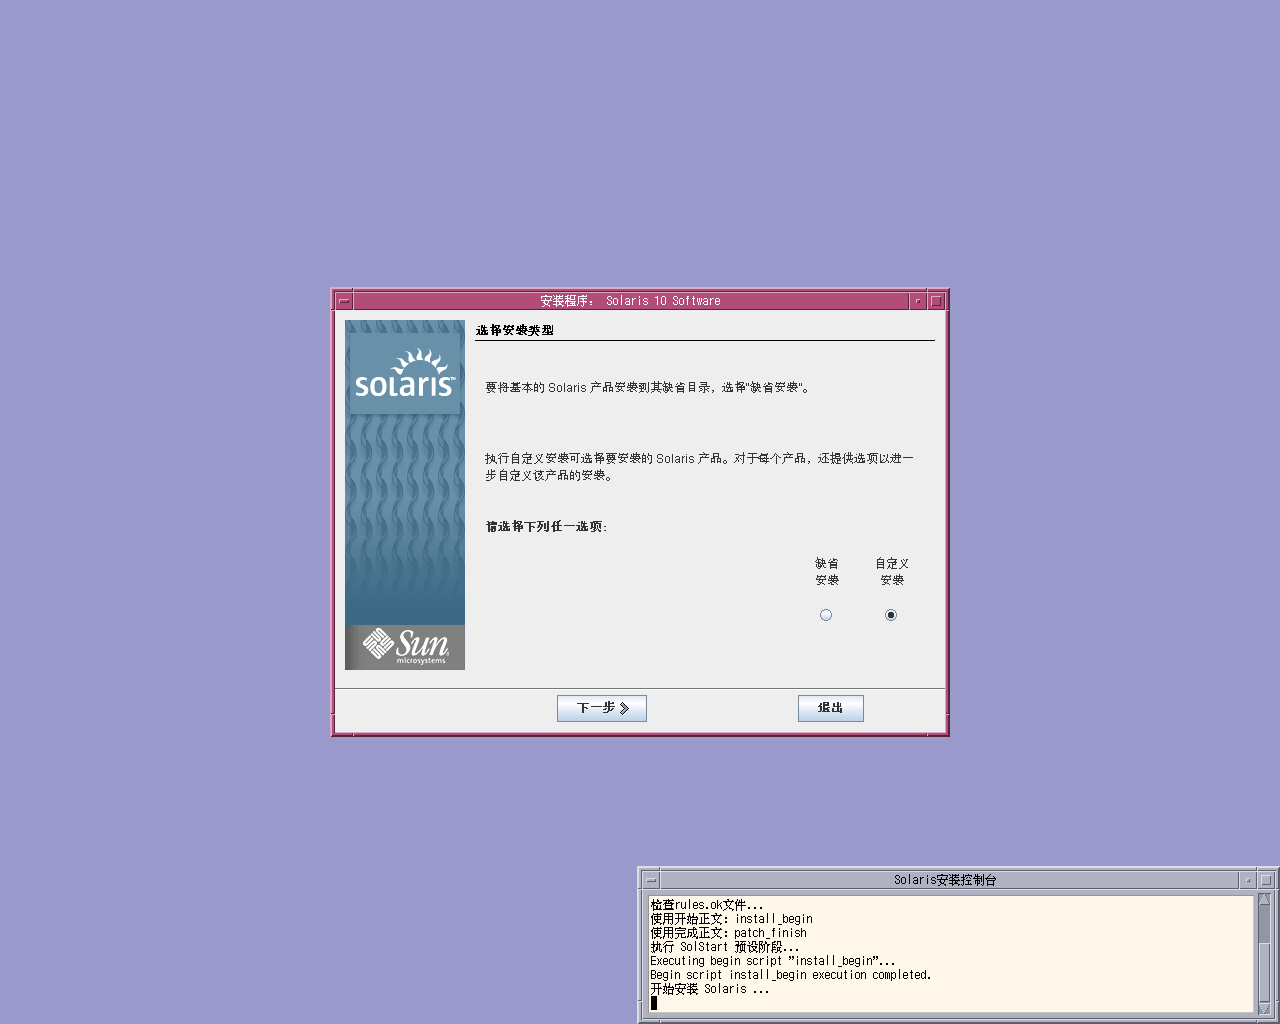 安装程序： Solaris 10 Software
选择安装类型
solaris™
要将基本的 Solaris 产品安装到其缺省目录，选择"缺省安装"。
执行自定义安装可选择要安装的 Solaris 产品。对于每个产品，还提供选项以进一
步自定义该产品的安装。
请选择下列任一选项:
缺省 自定义
安装 安装
Sun
microsystems
下一步 退出
Solaris安装控制台
检查rules.ok文件...
使用开始正文: install_begin
使用完成正文: patch_finish
执行 SolStart 预设阶段...
Executing begin script "install_begin"...
Begin script install_begin execution completed.
开始安装 Solaris ...